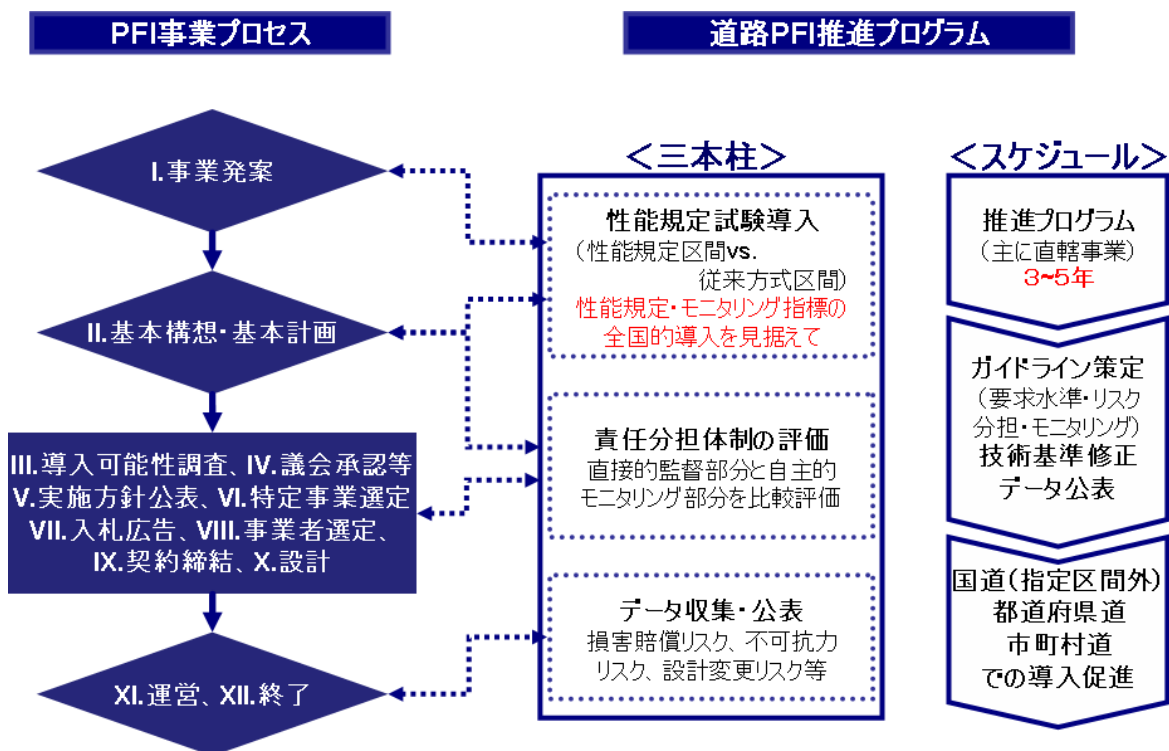 PFI事業プロセス
道路PFI推進プログラム
I.事業発案
II.基本構想・基本計画
III.導入可能性調査、IV.議会承認等
V.実施方針公表、VI.特定事業選定
VII.入札広告、VIII.事業者選定、
IX.契約締結、X.設計
XI.運営、XII.終了
＜三本柱＞
性能規定試験導入
（性能規定区間vs.
従来方式区間）
性能規定・モニタリング指標の
全国的導入を見据えて
責任分担体制の評価
直接的監督部分と自主的
モニタリング部分を比較評価
データ収集・公表
損害賠償リスク、不可抗力
リスク、設計変更リスク等
＜スケジュール＞
推進プログラム
（主に直轄事業）
3~5年
ガイドライン策定
（要求水準・リスク
分担・モニタリング）
技術基準修正
データ公表
国道（指定区間外）
都道府県道
市町村道
での導入促進